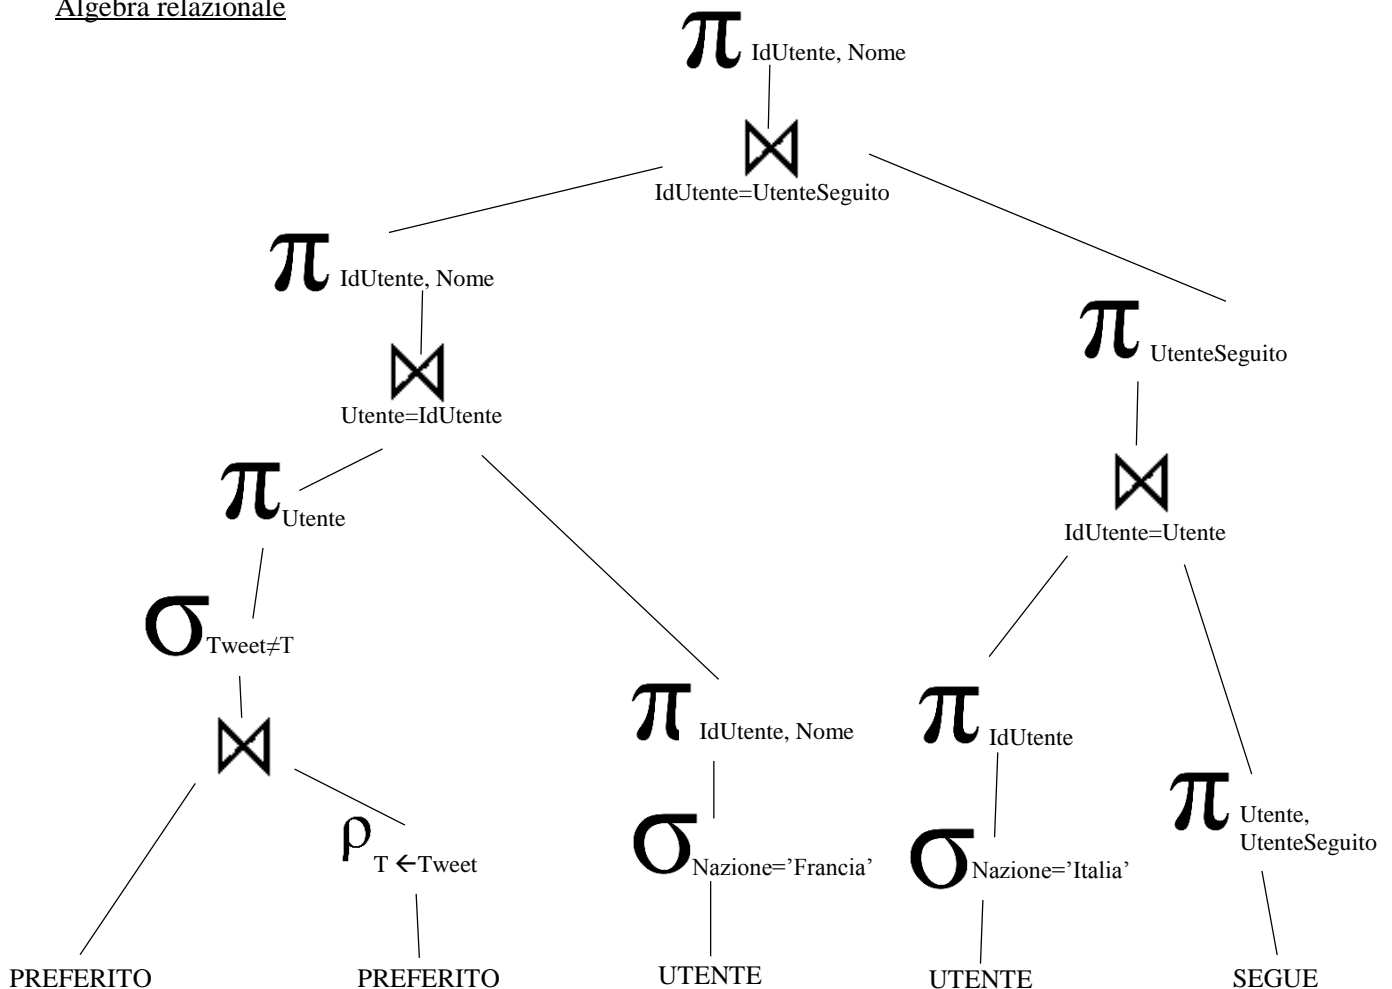 Algebra relazionale
π IdUtente, Nome
⋈
IdUtente=UtenteSeguito
π IdUtente, Nome
π UtenteSeguito
⋈
Utente=IdUtente
⋈
IdUtente=Utente
π Utente
σ Tweet≠T
π IdUtente, Nome
π IdUtente
⋈
π Utente,
UtenteSeguito
ρ T ←Tweet
σ Nazione=’Francia’
σ Nazione=’Italia’
PREFERITO
PREFERITO
UTENTE
UTENTE
SEGUE